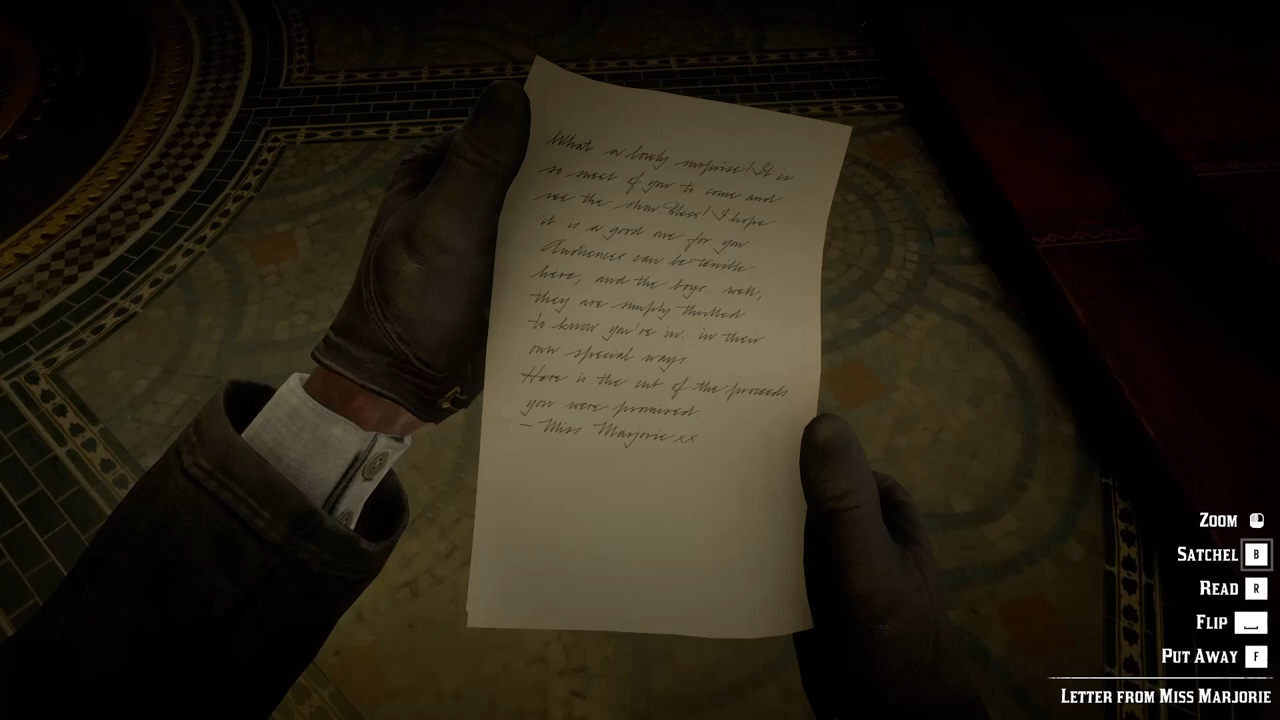 What a lovely surprise! It is
so sweet of you to come and
see the show. Bless! I hope
it is a good one for you.
Audiences can be terrible
here, and the boys.. well,
they are simply thrilled
to know you're in... in their
own special ways.
Here is the cut of the proceeds
you were promised.
— Miss Marjorie xx
Zoom
Satchel B
Read R
Flip
Put Away F
Letter from Miss Marjorie